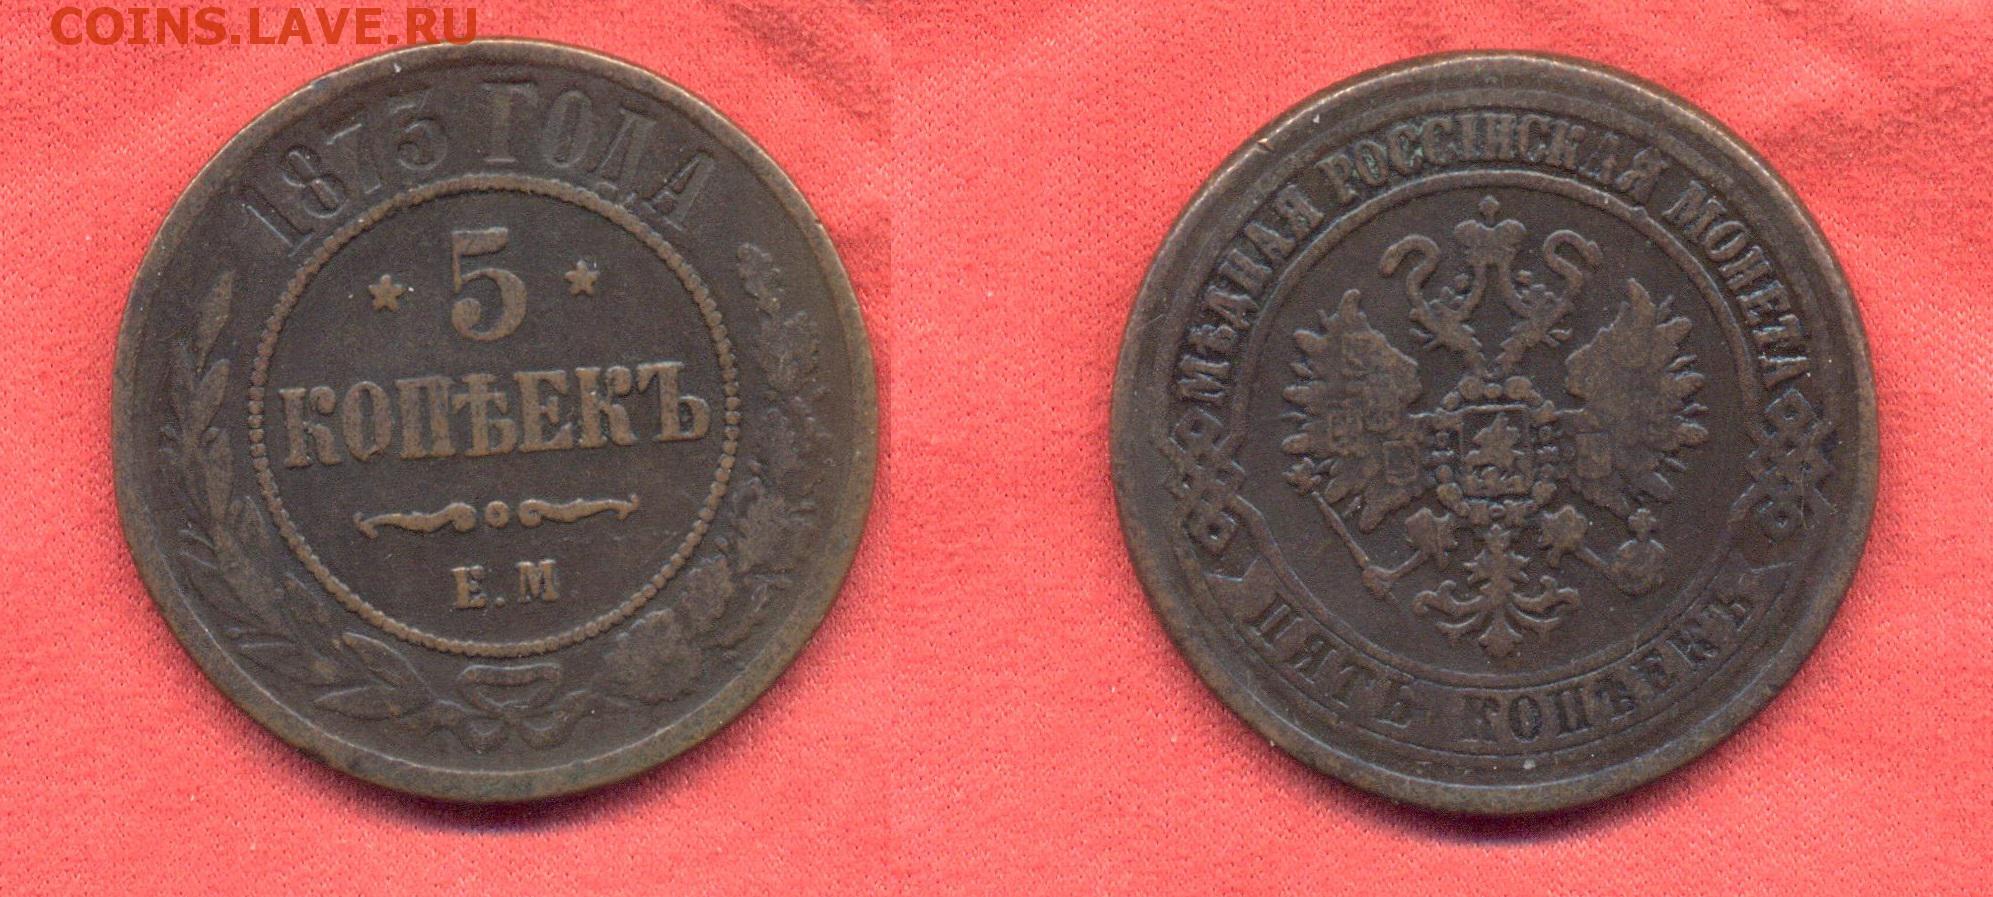 COINS.LAVE.RU
1875 ГОДА
5
КОПѢЕКЪ
Е.М
МѢДНАЯ РОССІЙСКАЯ МОНЕТА
ПЯТЬ КОПѢЕКЪ